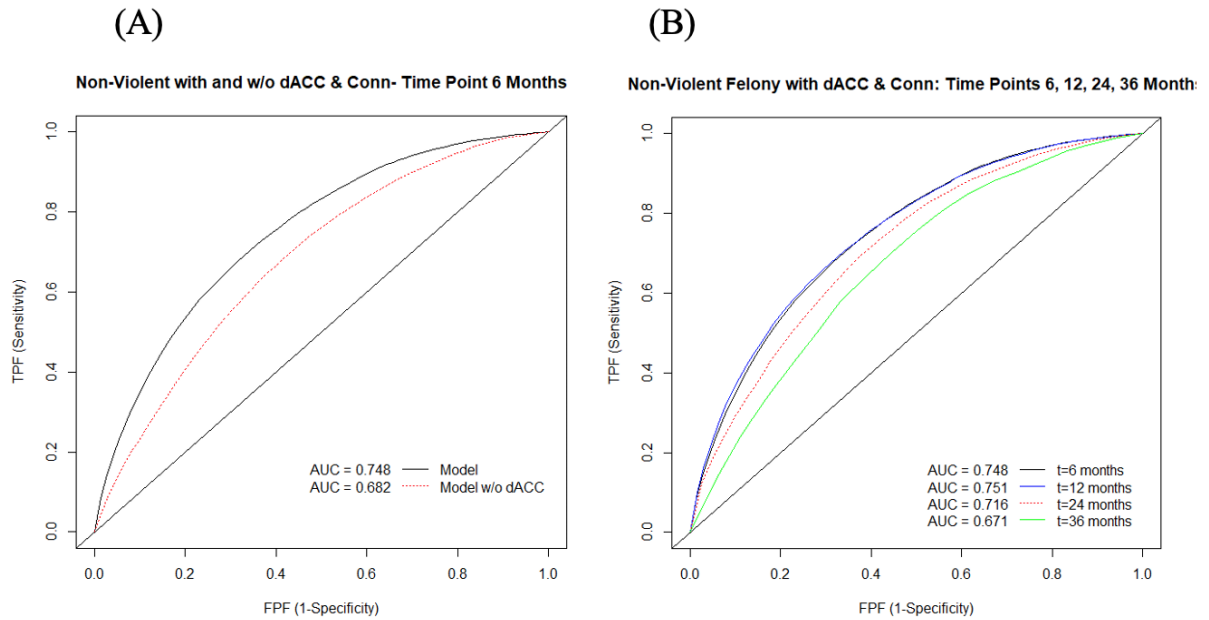 (A)
Non-Violent with and w/o dACC & Conn- Time Point 6 Months
1.0
0.8
0.6
0.4
0.2
0.0
TPF (Sensitivity)
AUC = 0.748 Model
AUC = 0.682 Model w/o dACC
0.0 0.2 0.4 0.6 0.8 1.0
FPF (1-Specificity)
(B)
Non-Violent Felony with dACC & Conn: Time Points 6, 12, 24, 36 Months
1.0
0.8
0.6
0.4
0.2
0.0
TPF (Sensitivity)
AUC = 0.748 t=6 months
AUC = 0.751 t=12 months
AUC = 0.716 t=24 months
AUC = 0.671 t=36 months
0.0 0.2 0.4 0.6 0.8 1.0
FPF (1-Specificity)